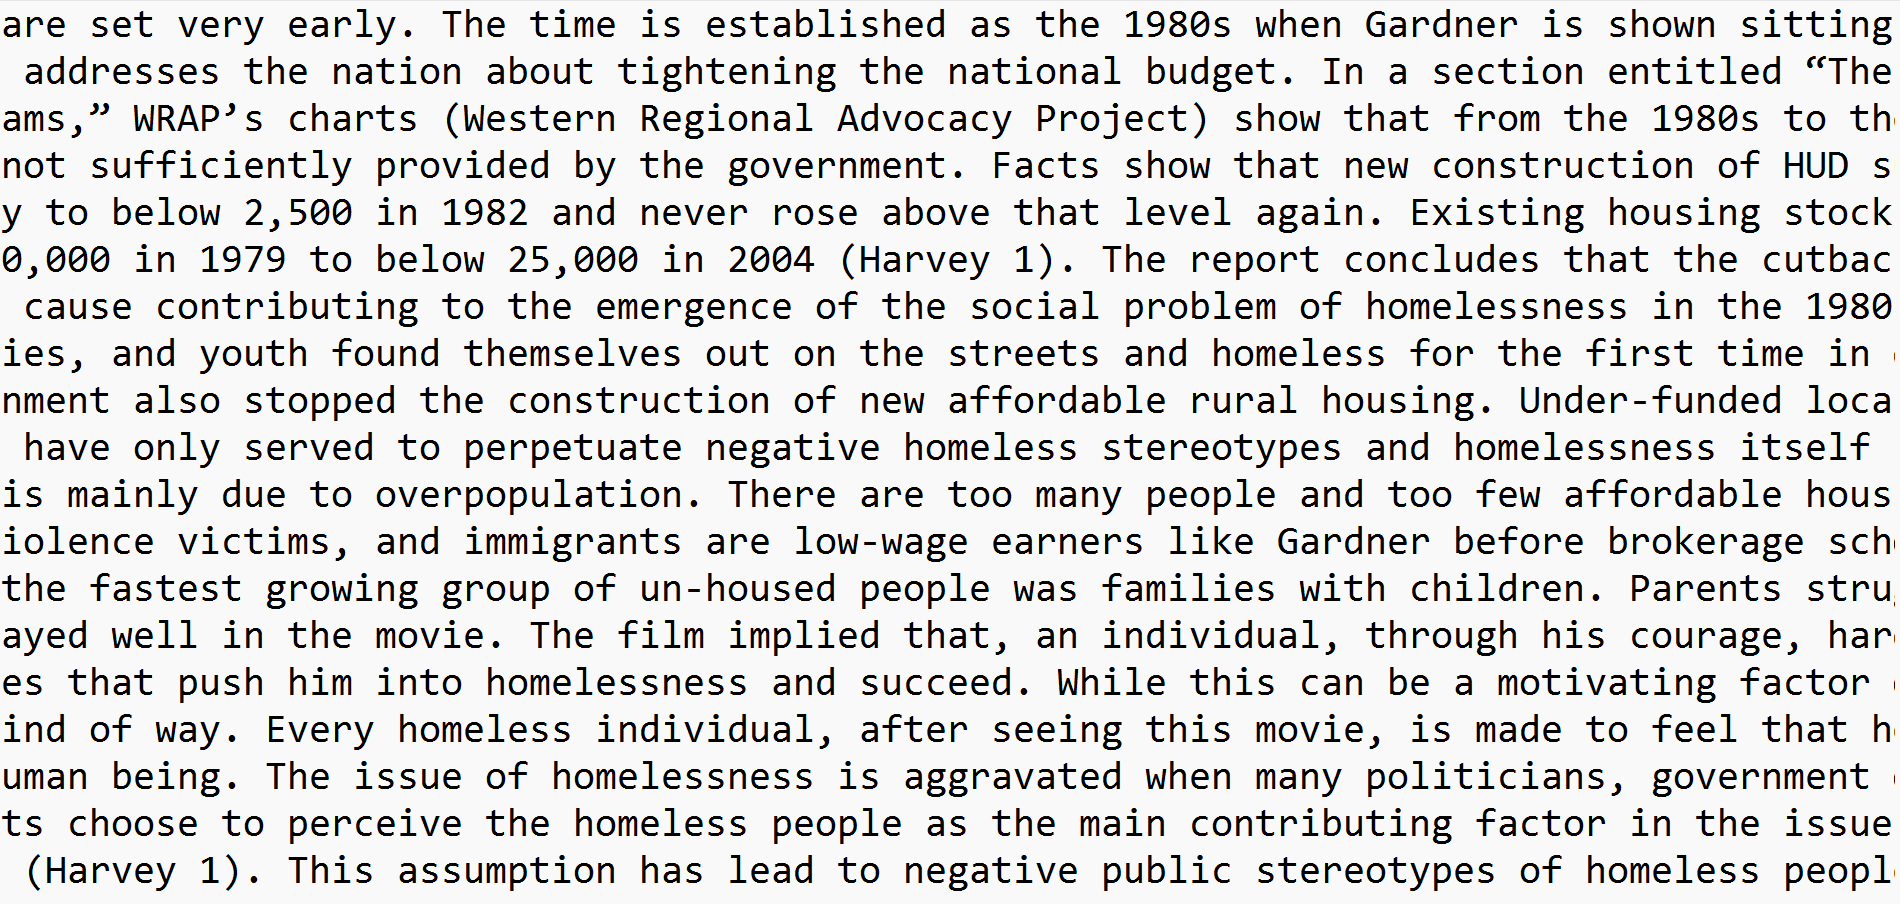 are set very early. The time is established as the 1980s when Gardner is shown sitting
addresses the nation about tightening the national budget. In a section entitled “The
ams,” WRAP’s charts (Western Regional Advocacy Project) show that from the 1980s to
not sufficiently provided by the government. Facts show that new construction of HUD s
y to below 2,500 in 1982 and never rose above that level again. Existing housing stock
0,000 in 1979 to below 25,000 in 2004 (Harvey 1). The report concludes that the cutbac
cause contributing to the emergence of the social problem of homelessness in the 1980
ies, and youth found themselves out on the streets and homeless for the first time in
nment also stopped the construction of new affordable rural housing. Under-funded loca
have only served to perpetuate negative homeless stereotypes and homelessness itself
is mainly due to overpopulation. There are too many people and too few affordable hous
iolence victims, and immigrants are low-wage earners like Gardner before brokerage sch
the fastest growing group of un-housed people was families with children. Parents stru
ayed well in the movie. The film implied that, an individual, through his courage, har
es that push him into homelessness and succeed. While this can be a motivating factor
ind of way. Every homeless individual, after seeing this movie, is made to feel that h
uman being. The issue of homelessness is aggravated when many politicians, government
ts choose to perceive the homeless people as the main contributing factor in the issue
(Harvey 1). This assumption has lead to negative public stereotypes of homeless peopl